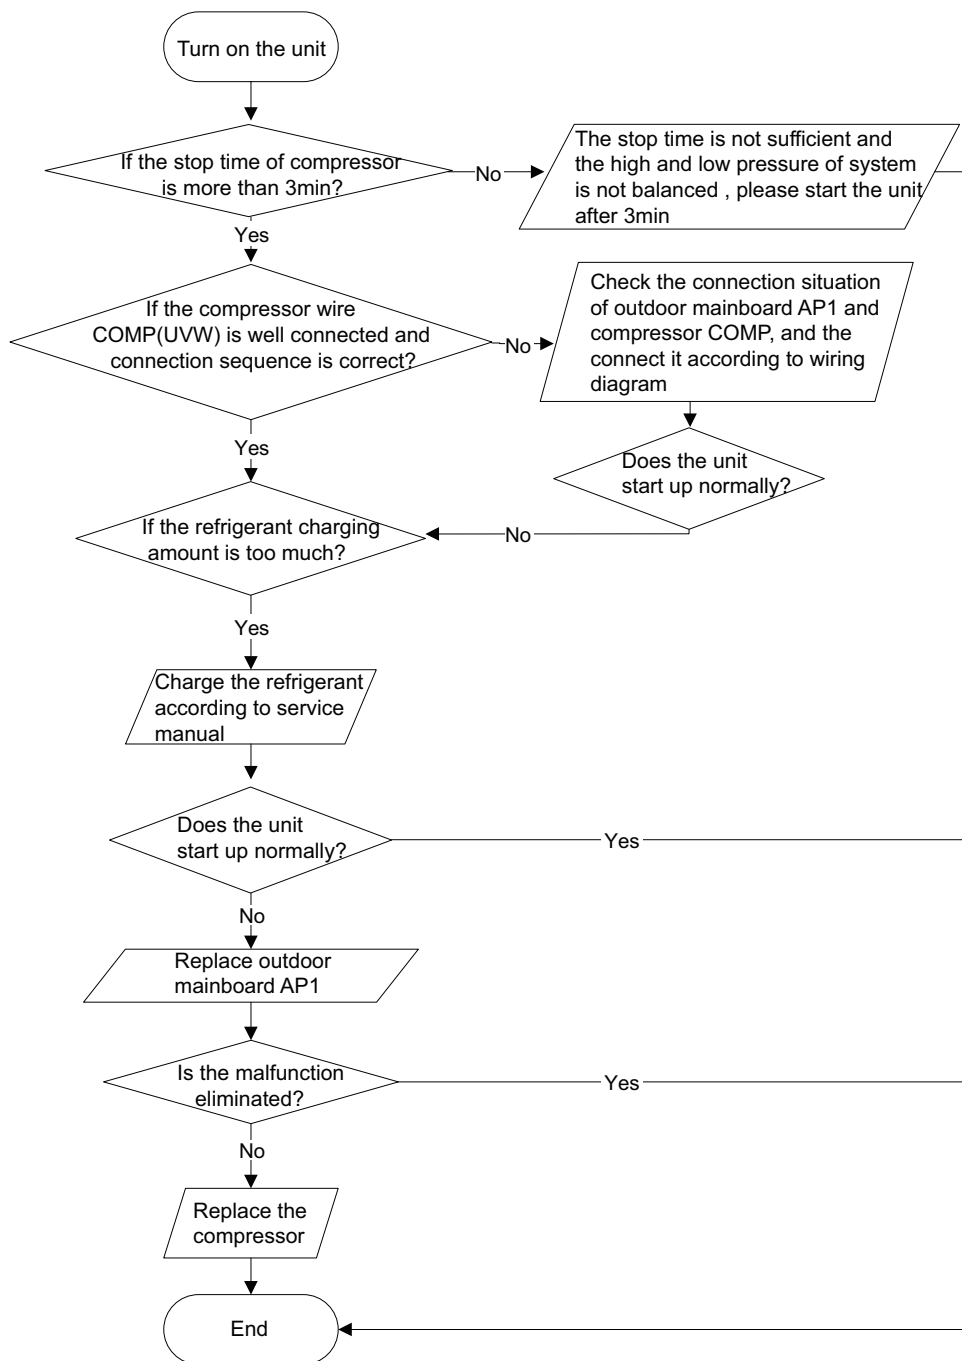 Turn on the unit
If the stop time of compressor
is more than 3min?
No
The stop time is not sufficient and
the high and low pressure of system
is not balanced , please start the unit
after 3min
Yes
If the compressor wire
COMP(UVW) is well connected and
connection sequence is correct?
No
Check the connection situation
of outdoor mainboard AP1 and
compressor COMP, and the
connect it according to wiring
diagram
Yes
Does the unit
start up normally?
If the refrigerant charging
amount is too much?
No
Yes
Charge the refrigerant
according to service
manual
Does the unit
start up normally?
Yes
No
Replace outdoor
mainboard AP1
Is the malfunction
eliminated?
Yes
No
Replace the
compressor
End